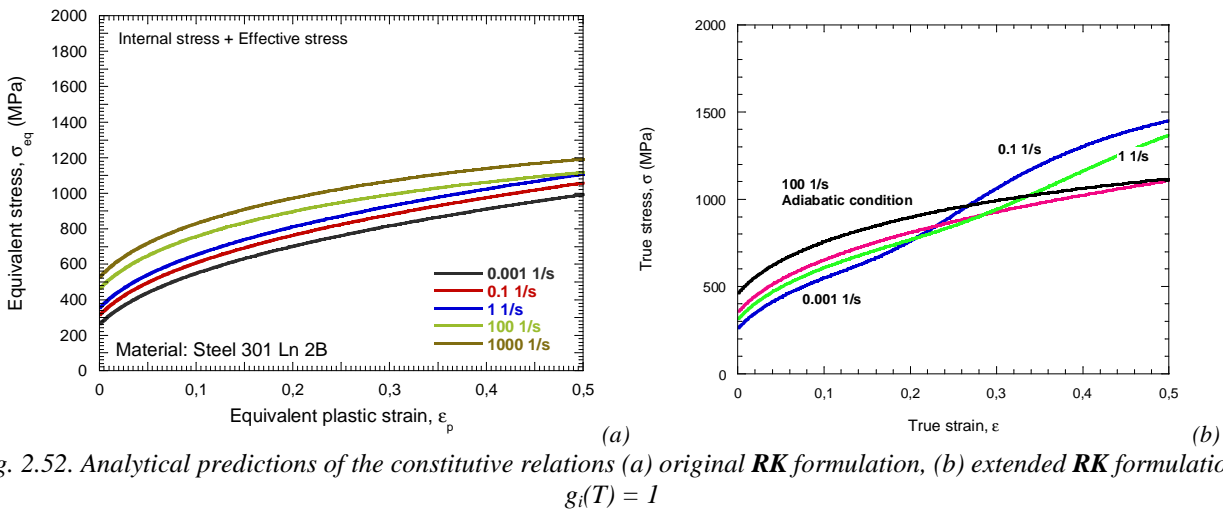 Equivalent stress, σeq (MPa)
2000
1800
1600
1400
1200
1000
800
600
400
200
0
Internal stress + Effective stress
0.001 1/s
0.1 1/s
1 1/s
100 1/s
1000 1/s
Material: Steel 301 Ln 2B
0 0,1 0,2 0,3 0,4 0,5
Equivalent plastic strain, εp
(a)
True stress, σ (MPa)
2000
1500
1000
500
0
0.1 1/s
1 1/s
100 1/s
Adiabatic condition
0.001 1/s
0 0,1 0,2 0,3 0,4 0,5
True strain, ε
(b)
g. 2.52. Analytical predictions of the constitutive relations (a) original RK formulation, (b) extended RK formulatio
gi(T) = 1